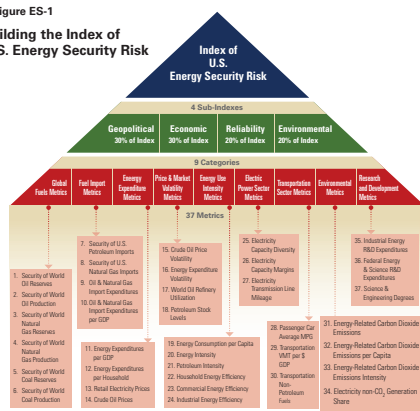 igure ES-1
ilding the Index of
S. Energy Security Risk
Index of
U.S.
Energy Security Risk
4 Sub-Indexes
Geopolitical
30% of Index
Economic
30% of Index
Reliability
20% of Index
Environmental
20% of Index
9 Categories
Global
Fuels Metrics
Fuel Import
Metrics
Eneergy
Expenditure
Metrics
Price & Market
Volatility
Metrics
Energy Use
Intensity
Metrics
Electric
Power Sector
Metrics
Transportation
Sector Metrics
Environmental
Metrics
Research
and Development
Metrics
37 Metrics
1. Security of World
Oil Reserves
2. Security of World
Oil Production
3. Security of World
Natural
Gas Reserves
4. Security of World
Natural
Gas Production
5. Security of World
Coal Reserves
6. Security of World
Coal Production
7. Security of U.S.
Petroleum Imports
8. Security of U.S.
Natural Gas Imports
9. Oil & Natural Gas
Import Expenditures
10. Oil & Natural Gas
Import Expenditures
per GDP
11. Energy Expenditures
per GDP
12. Energy Expenditures
per Household
13. Retail Electricity Prices
14. Crude Oil Prices
15. Crude Oil Price
Volatility
16. Energy Expenditure
Volatility
17. World Oil Refinery
Utilization
18. Petroleum Stock
Levels
19. Energy Consumption per Capita
20. Energy Intensity
21. Petroleum Intensity
22. Household Energy Efficiency
23. Commercial Energy Efficiency
24. Industrial Energy Efficiency
25. Electricity
Capacity Diversity
26. Electricity
Capacity Margins
27. Electricity
Transmission Line
Mileage
28. Passenger Car
Average MPG
29. Transportation
VMT per $
GDP
30. Transportation
Non-
Petroleum
Fuels
31. Energy-Related Carbon Dioxide
Emissions
32. Energy-Related Carbon Dioxide
Emissions per Capita
33. Energy-Related Carbon Dioxide
Emissions Intensity
34. Electricity non-CO₂ Generation
Share
35. Industrial Energy
R&D Expenditures
36. Federal Energy
& Science R&D
Expenditures
37. Science &
Engineering Degrees